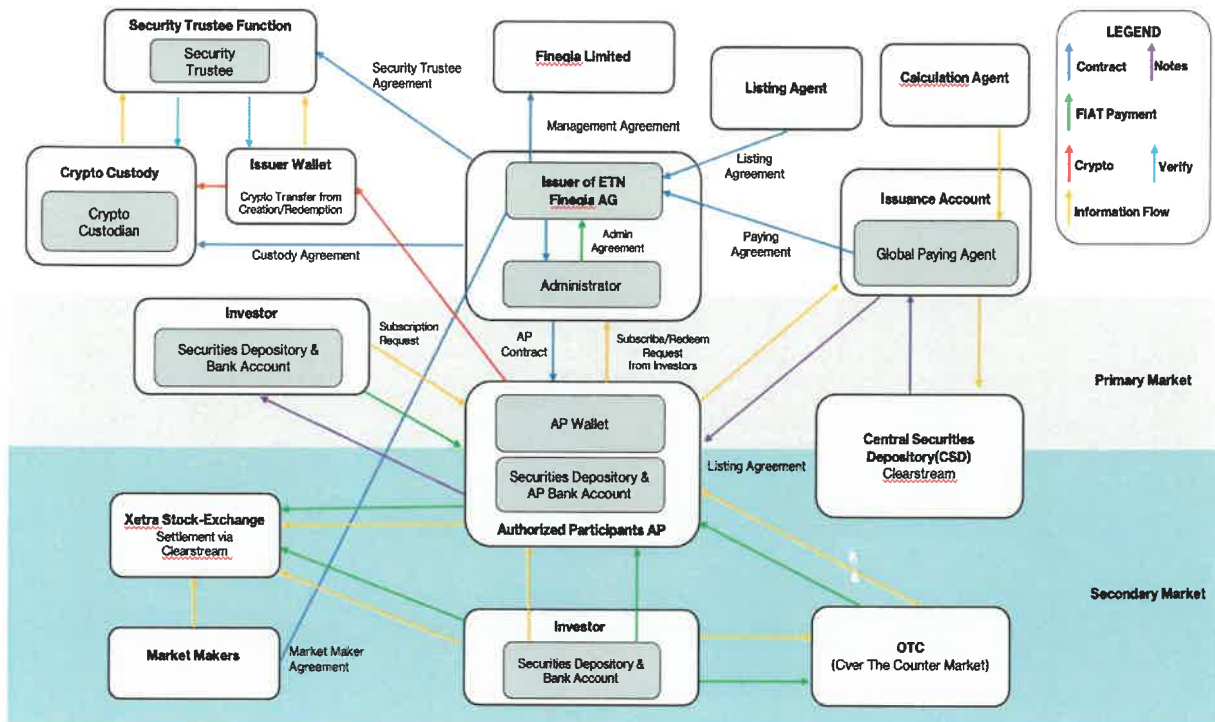 Security Trustee Function
Security
Trustee
Security Trustee
Agreement
Fineqia Limited
Management Agreement
Listing Agent
Listing
Agreement
Calculation Agent
LEGEND
Contract
Notes
FIAT Payment
Crypto
Verify
Information Flow
Crypto Custody
Crypto
Custodian
Issuer Wallet
Crypto Transfer from
Creation/Redemption
Custody Agreement
Issuer of ETN
Fineqia AG
Admin
Agreement
Administrator
Paying
Agreement
Issuance Account
Global Paying Agent
Investor
Securities Depository &
Bank Account
Subscription
Request
AP
Contract
Subscribe/Redeem
Request
from Investors
Primary Market
AP Wallet
Securities Depository &
AP Bank Account
Authorized Participants AP
Listing Agreement
Central Securities
Depository(CSD)
Clearstream
Xetra Stock-Exchange
Settlement via
Clearstream
Secondary Market
Market Makers
Market Maker
Agreement
Investor
Securities Depository &
Bank Account
OTC
(Over The Counter Market)